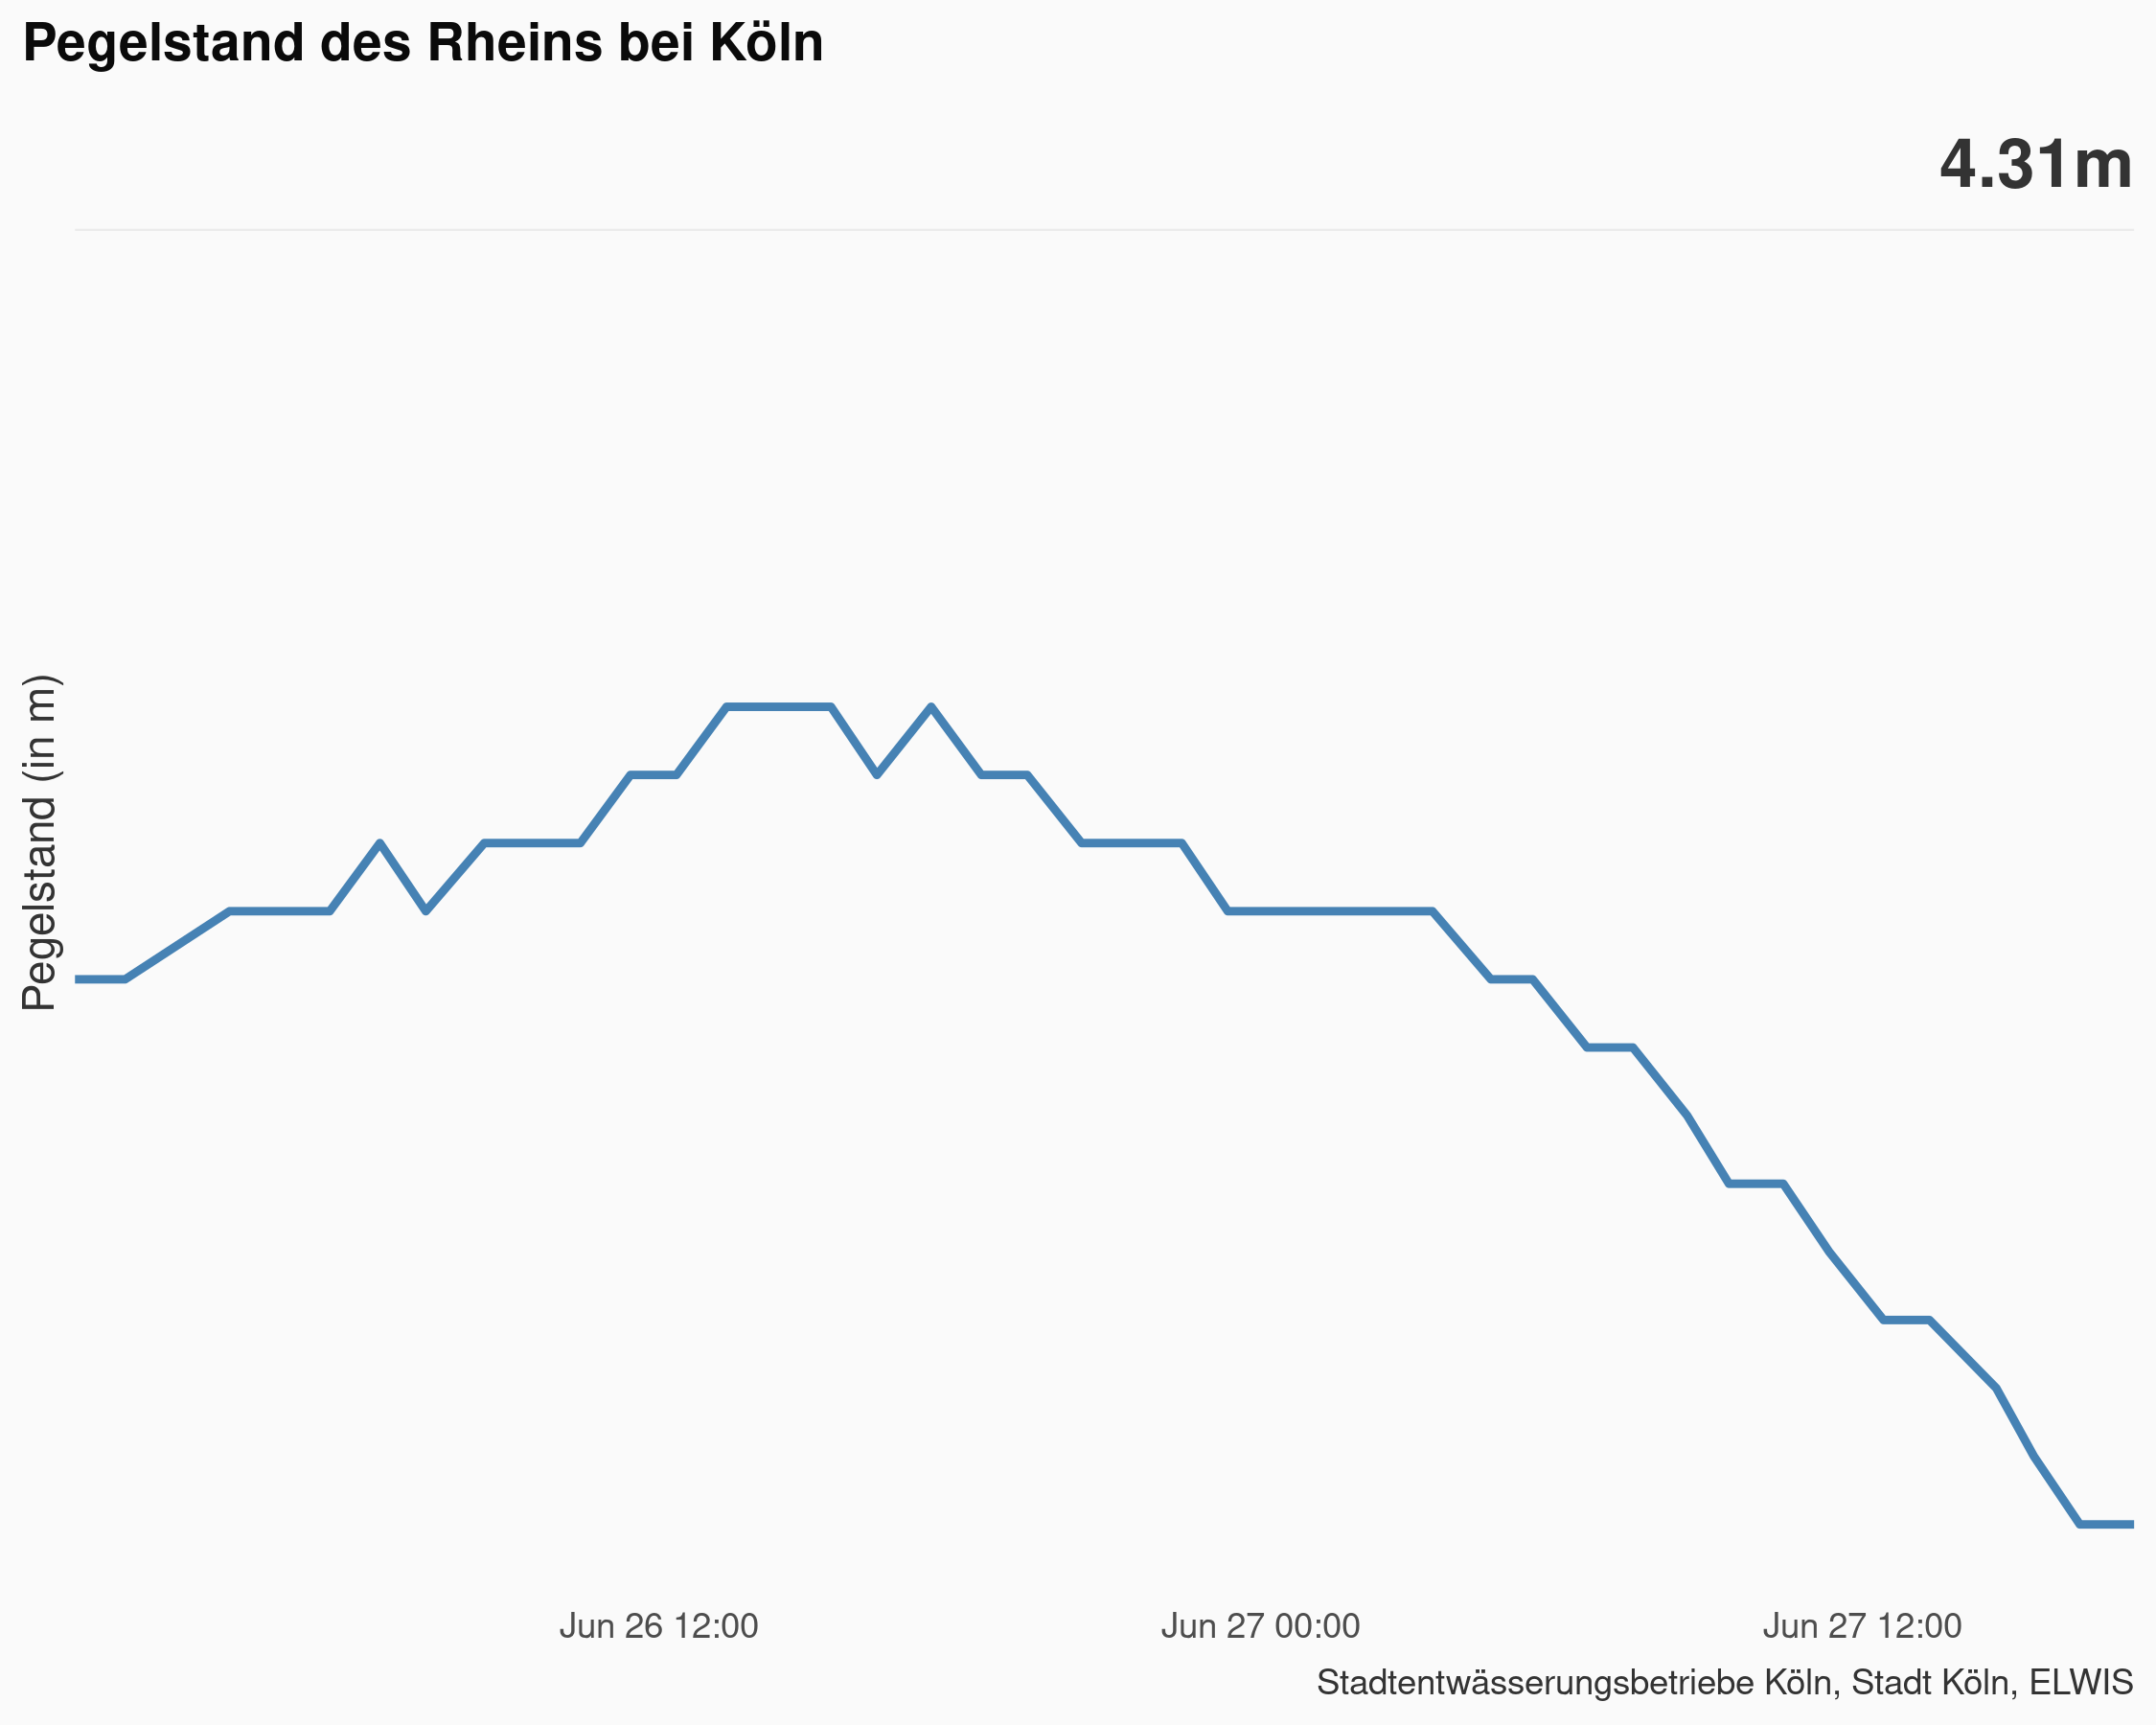 Pegelstand des Rheins bei Köln
4.31m
Pegelstand (in m)
Jun 26 12:00
Jun 27 00:00
Jun 27 12:00
Stadtentwässerungsbetriebe Köln, Stadt Köln, ELWIS